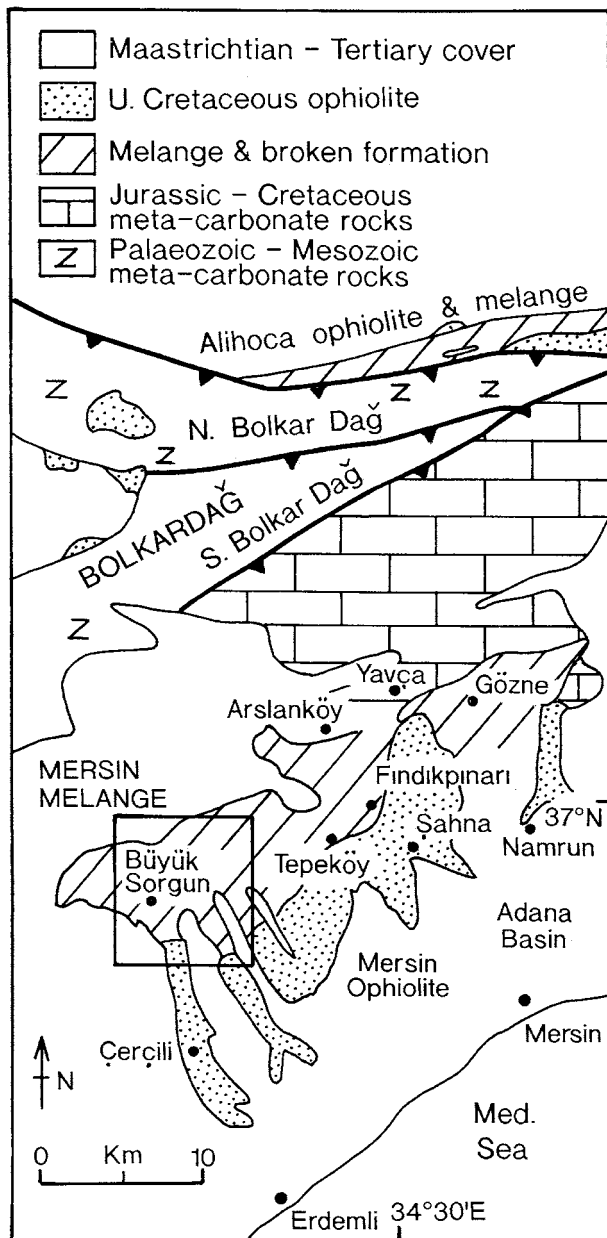 Maastrichtian - Tertiary cover
U. Cretaceous ophiolite
Melange & broken formation
Jurassic - Cretaceous
meta-carbonate rocks
Z
Palaeozoic - Mesozoic
meta-carbonate rocks
Alihoca ophiolite & melange
Z
Z
Z
N. Bolkar Dağ
Z
BOLKARDAĞ
S. Bolkar Dağ
Z
Yavça
Gözne
Arslanköy
MERSIN
MELANGE
Fındıkpınarı
37°N
Şahna
Namrun
Büyük
Sorgun
Tepeköy
Adana
Basin
Mersin
Ophiolite
Mersin
Çerçili
N
Med.
Sea
0 Km 10
Erdemli
34°30'E